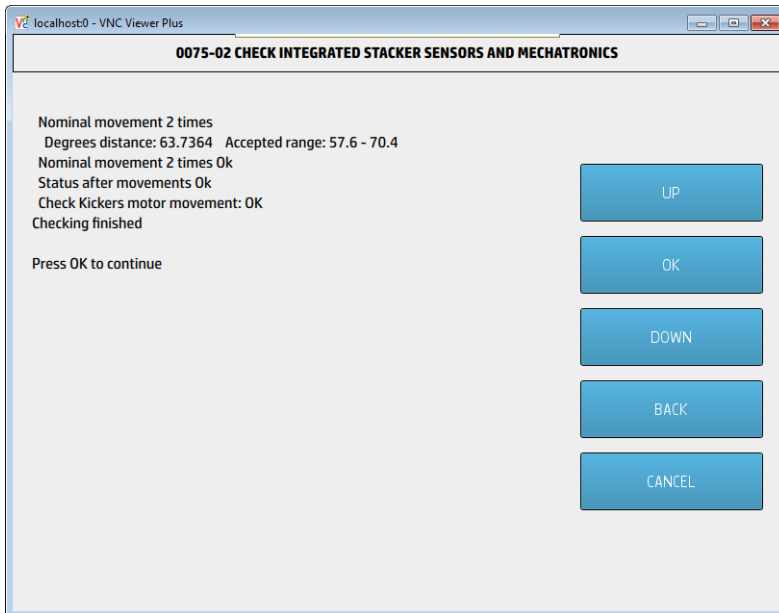 localhost:0 - VNC Viewer Plus
0075-02 CHECK INTEGRATED STACKER SENSORS AND MECHATRONICS
Nominal movement 2 times
Degrees distance: 63.7364 Accepted range: 57.6 - 70.4
Nominal movement 2 times Ok
Status after movements Ok
Check Kickers motor movement: OK
Checking finished
Press OK to continue
UP
OK
DOWN
BACK
CANCEL